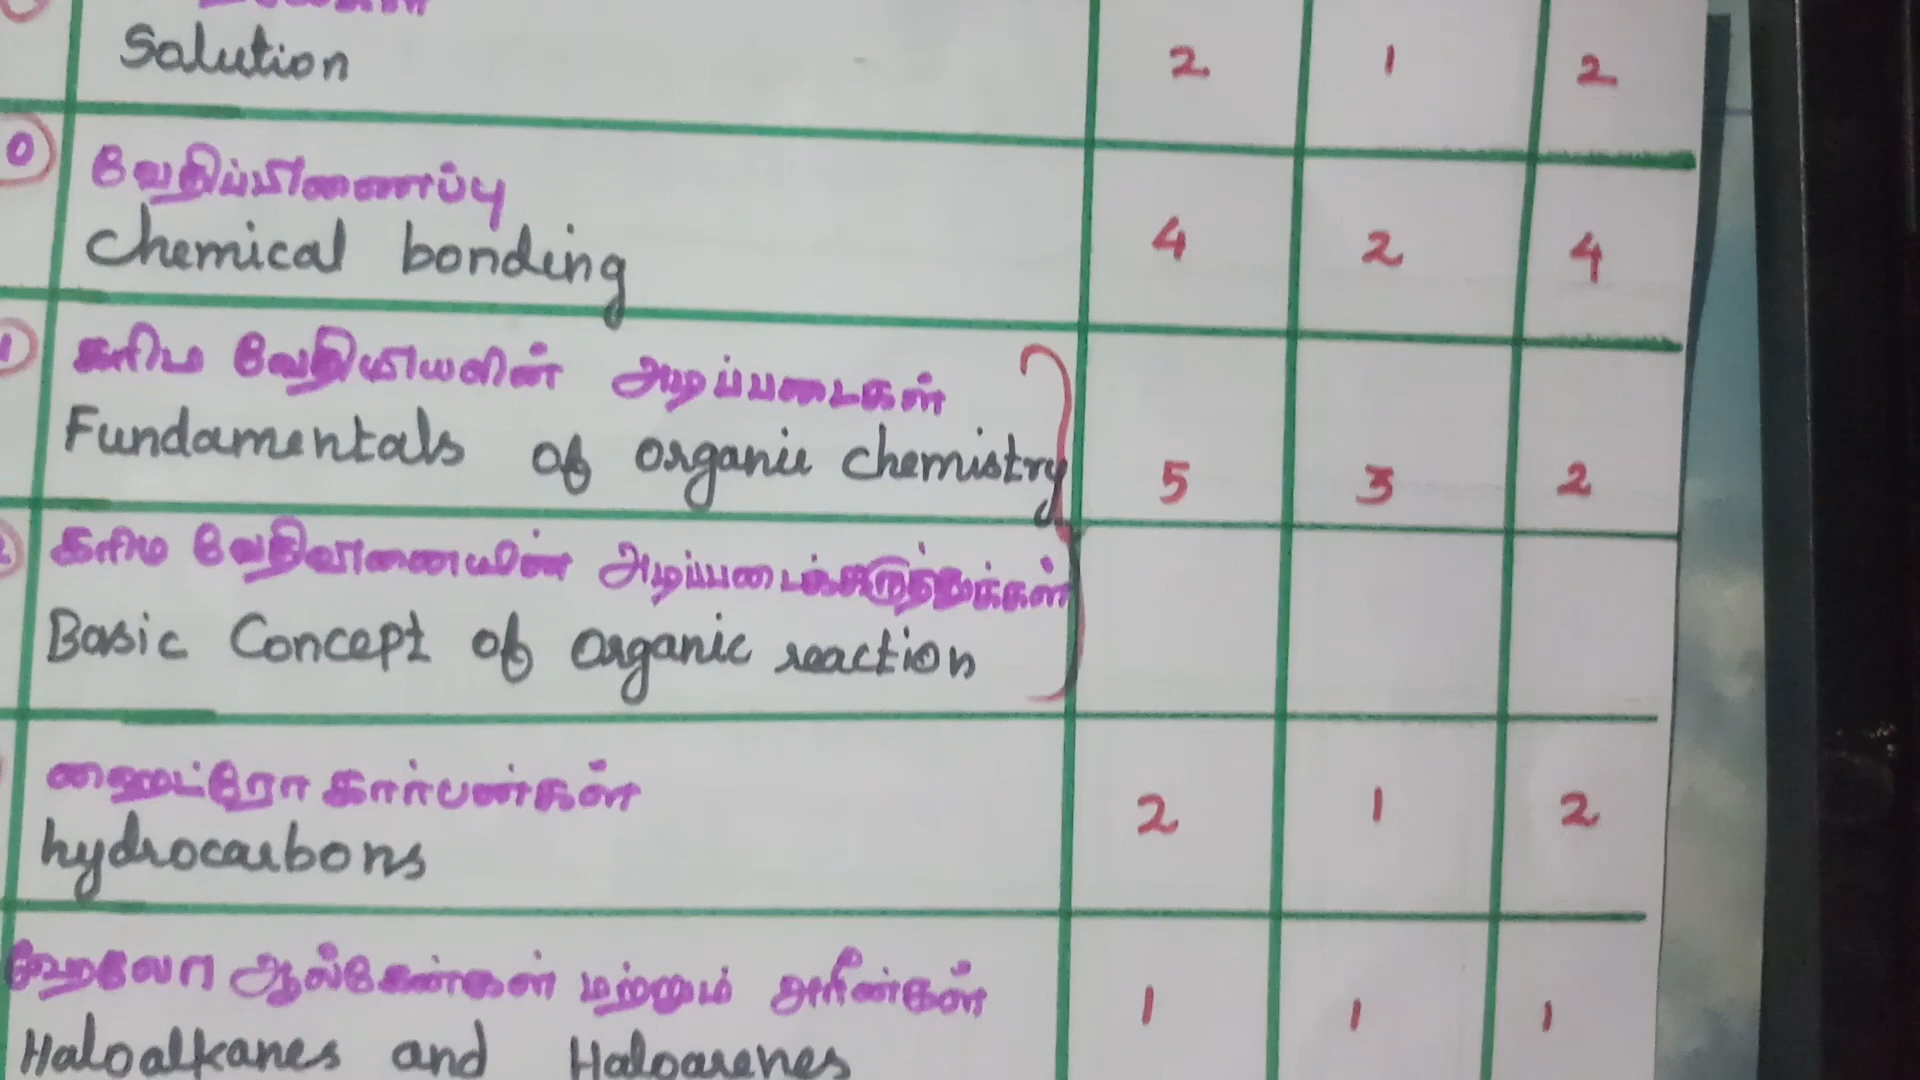 Solution 2 1 2
0 வேதிப்பிணைப்பு
Chemical bonding 4 2 4
1 கரிம வேதியியலின் அடிப்படைகள்
Fundamentals of organic chemistry 5 3 2
கரிம வேதிவினையின் அடிப்படைக்கருத்துக்கள்
Basic Concept of organic reaction
ஹைட்ரோ கார்பன்கள்
hydrocarbons 2 1 2
ஹேலோ ஆல்கேன்கள் மற்றும் அரீன்கள்
Haloalkanes and Haloarenes 1 1 1